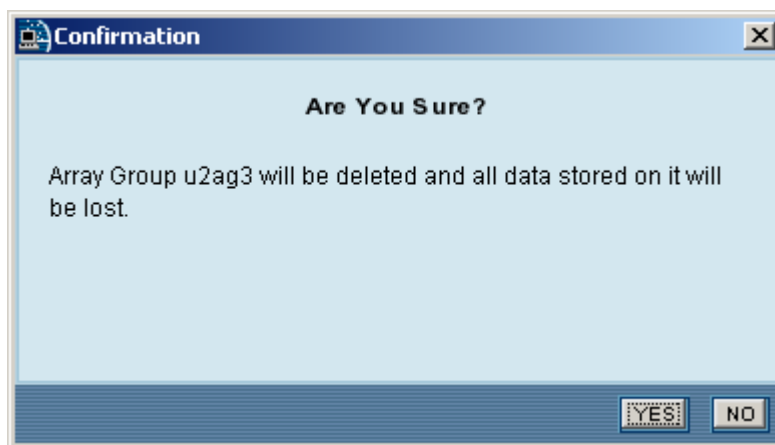 Confirmation
Are You Sure?
Array Group u2ag3 will be deleted and all data stored on it will
be lost.
YES NO